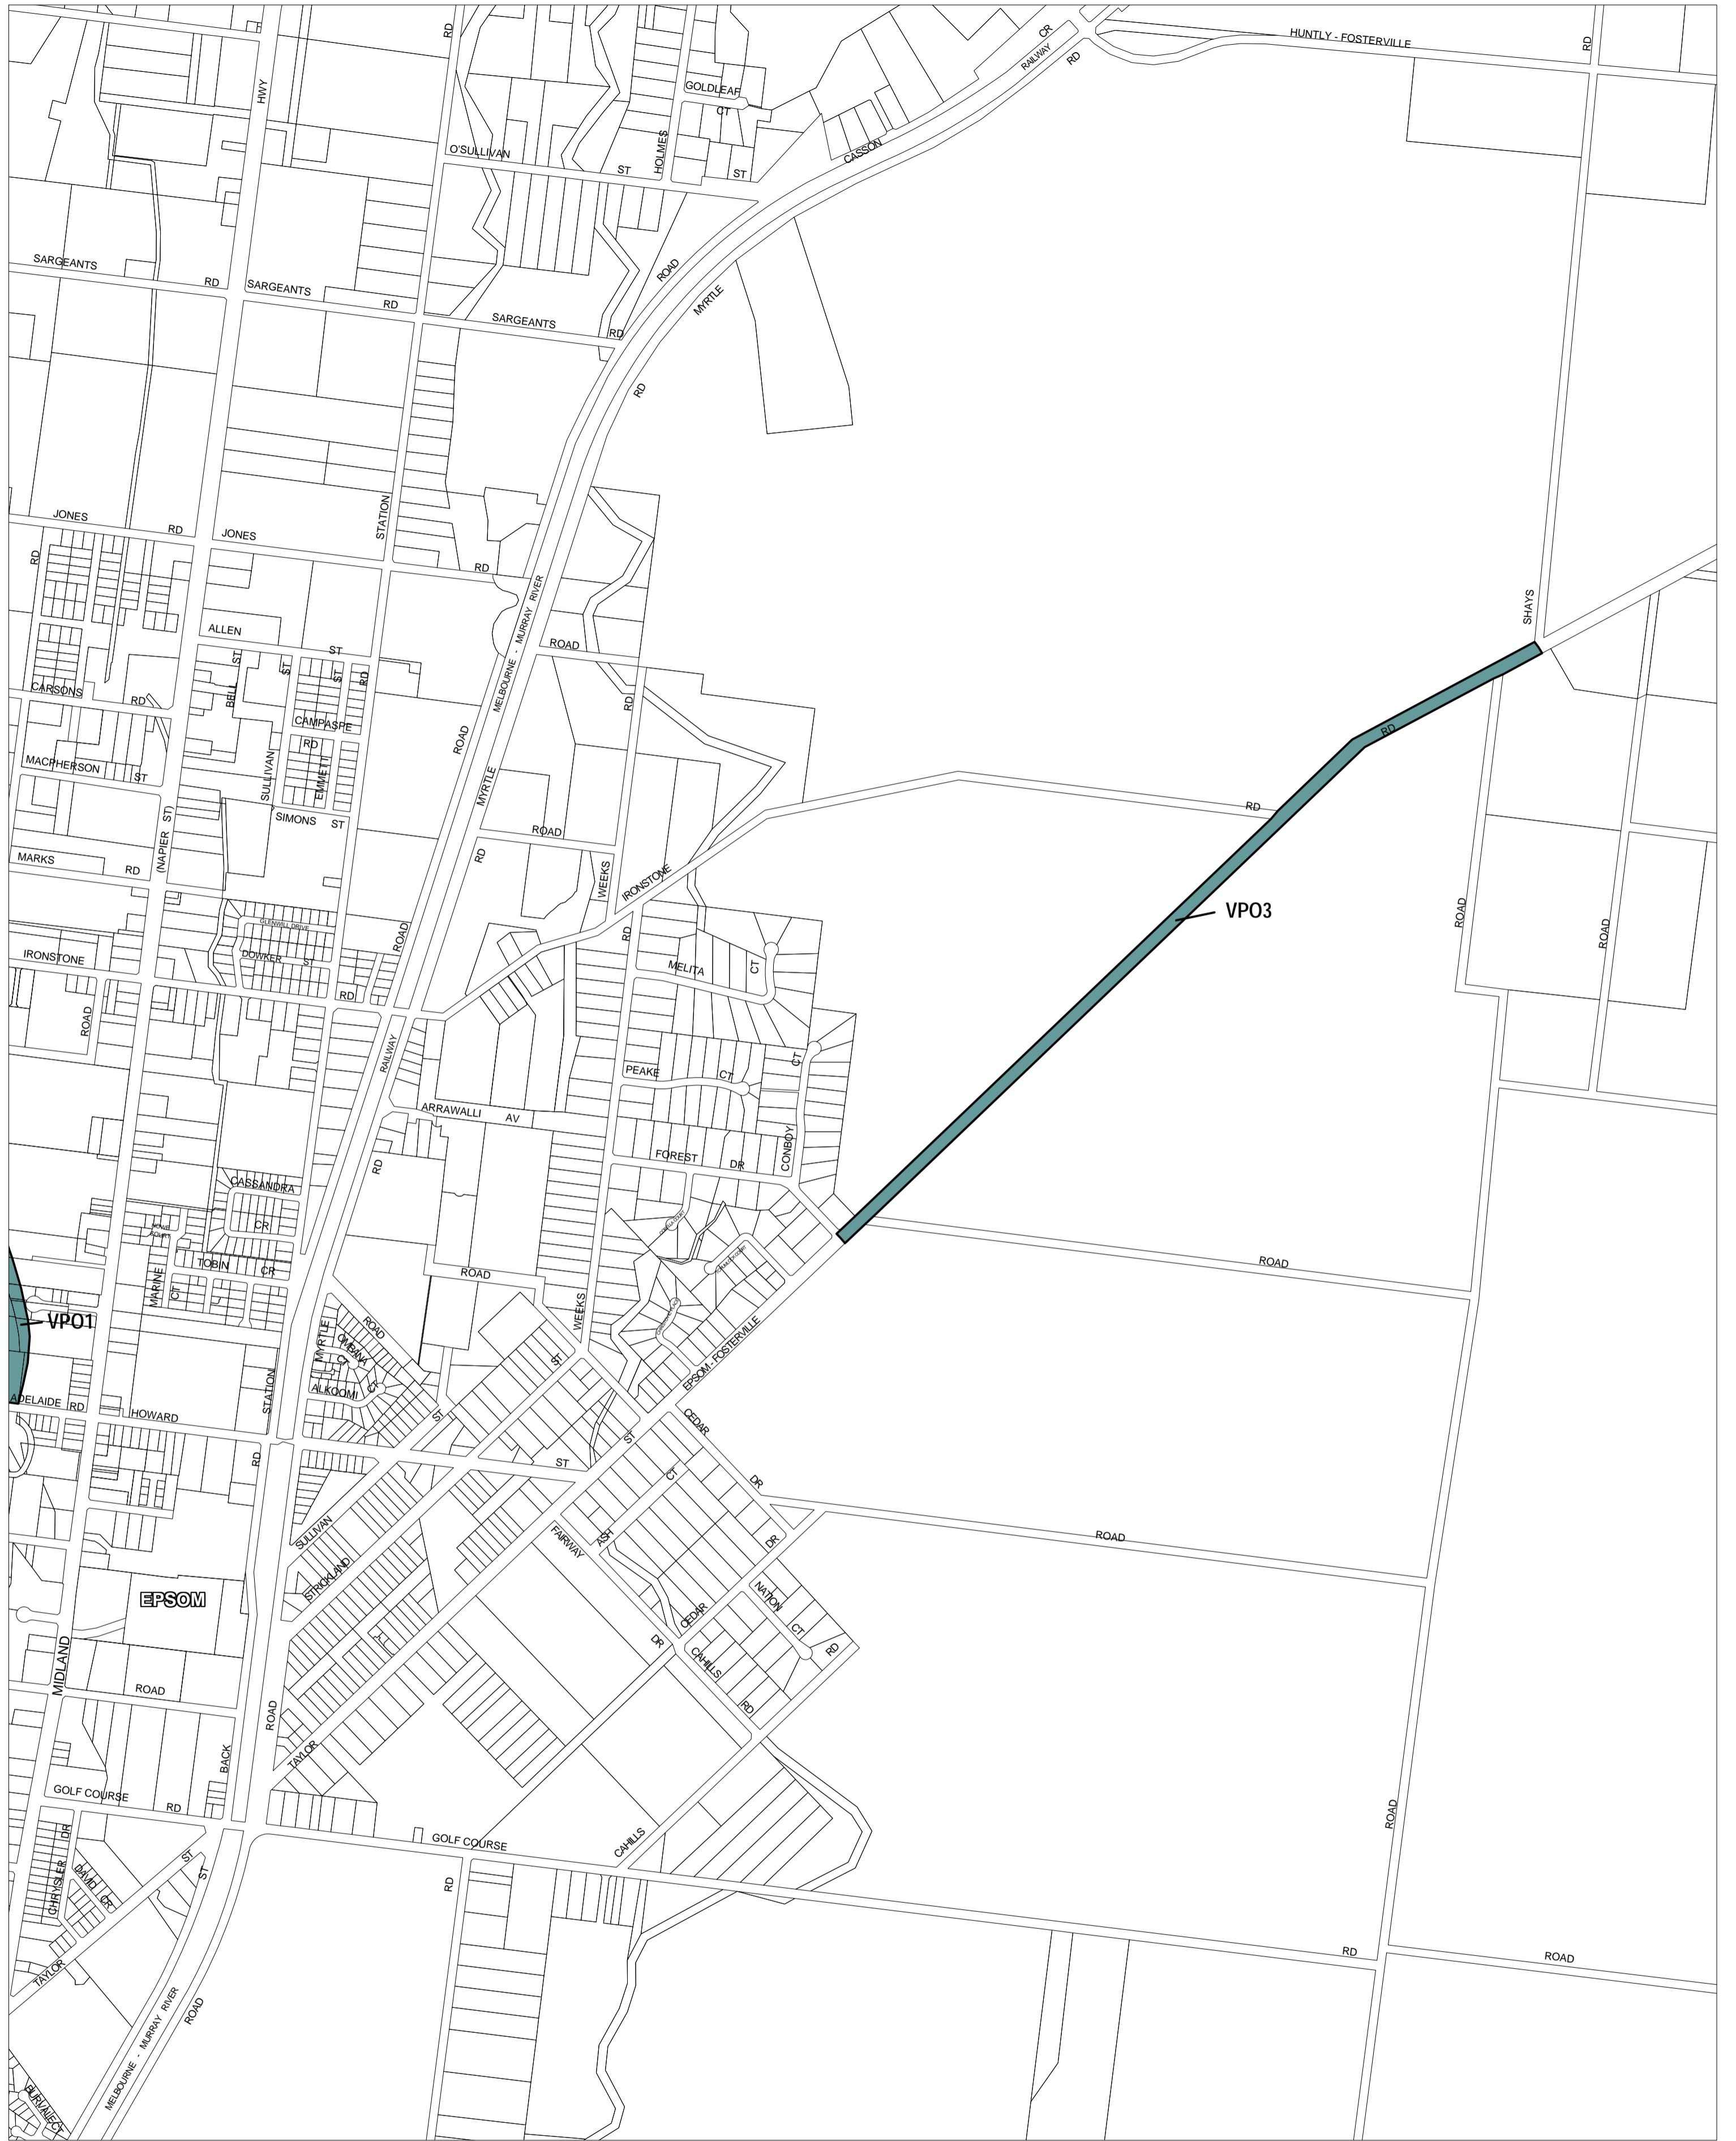 HUNTLY - FOSTERVILLE
RD
RD
CR
RAILWAY
RD
HWY
GOLDLEAF
CT
HOLMES
O'SULLIVAN
ST
ST
CASSON
SARGEANTS
RD
SARGEANTS
RD
SARGEANTS
RD
ROAD
MYRTLE
RD
JONES
RD
JONES
STATION
RD
RD
MELBOURNE - MURRAY RIVER
ROAD
SHAYS
ALLEN
ST
BELL
ST
ST
ST
RD
CARSONS
RD
CAMPASPE
RD
SULLIVAN
EMMETT
ROAD
RD
RD
MACPHERSON
ST
(NAPIER ST)
SIMONS ST
MYRTLE
ROAD
RD
RD
MARKS
RD
WEEKS
IRONSTONE
VPO3
ROAD
ROAD
GLENWILL DRIVE
DOWKER ST
ROAD
RD
IRONSTONE
ROAD
RD
MELITA
CT
RAILWAY
PEAKE
CT
CT
ARRAWALLI AV
CONBOY
FOREST
DR
RD
CASSANDRA
CR
TOBIN
CR
MARINE
CT
ROAD
ROAD
VPO1
WEEKS
EPSOM - FOSTERVILLE
MYRTLE
ROAD
OMBANA
CT
ALKOOMI
CT
ST
ST
ADELAIDE RD
HOWARD
STATION
RD
CEDAR
ST
ST
CT
DR
ROAD
SULLIVAN
STRICKLAND
FAIRWAY
ASH
DR
EPSOM
NATION
CT
CEDAR
DR
CAHILLS
RD
RD
MIDLAND
ROAD
ROAD
TAYLOR
BACK
GOLF COURSE
RD
GOLF COURSE
CAHILLS
ROAD
DR
DAVID
CR
CHRYSLER
ST
ST
RD
TAYLOR
RD
ROAD
MELBOURNE - MURRAY RIVER
ROAD
BURVALE
CT